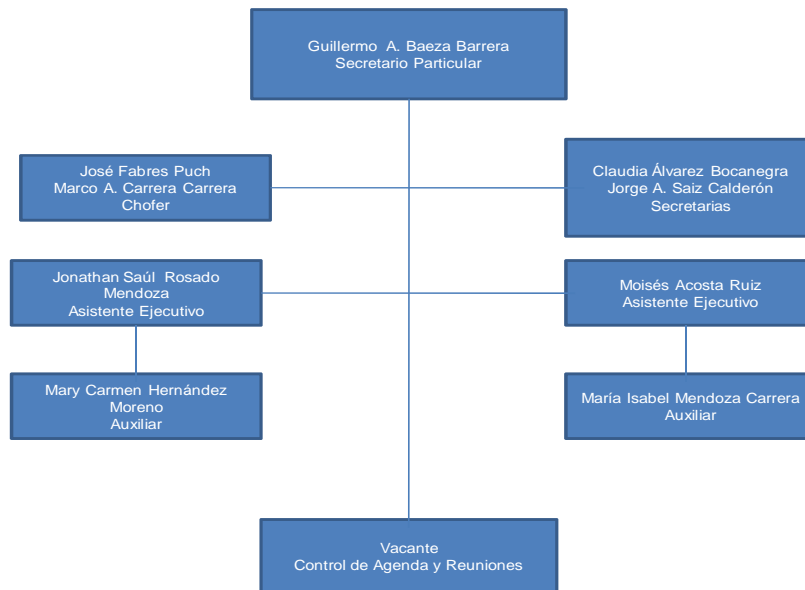 Guillermo A. Baeza Barrera
Secretario Particular
José Fabres Puch
Marco A. Carrera Carrera
Chofer
Claudia Álvarez Bocanegra
Jorge A. Saiz Calderón
Secretarias
Jonathan Saúl Rosado
Mendoza
Asistente Ejecutivo
Moisés Acosta Ruiz
Asistente Ejecutivo
Mary Carmen Hernández
Moreno
Auxiliar
María Isabel Mendoza Carrera
Auxiliar
Vacante
Control de Agenda y Reuniones